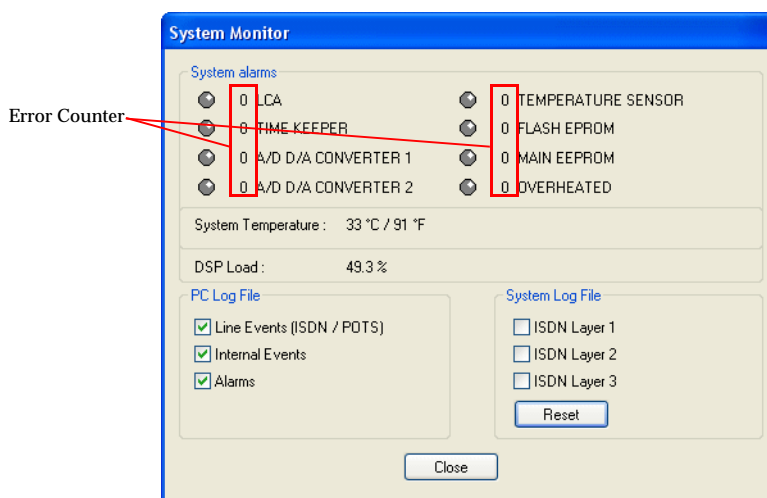 System Monitor
System alarms
Error Counter
0 LCA
0 TIME KEEPER
0 A/D D/A CONVERTER 1
0 A/D D/A CONVERTER 2
0 TEMPERATURE SENSOR
0 FLASH EPROM
0 MAIN EEPROM
0 OVERHEATED
System Temperature : 33 °C / 91 °F
DSP Load : 49.3 %
PC Log File
Line Events (ISDN / POTS)
Internal Events
Alarms
System Log File
ISDN Layer 1
ISDN Layer 2
ISDN Layer 3
Reset
Close